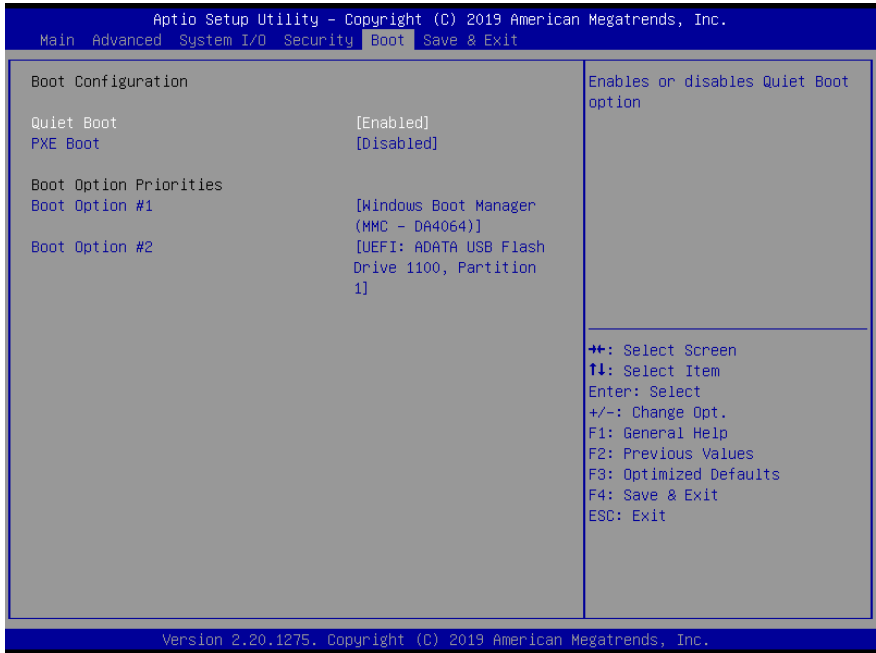 Aptio Setup Utility – Copyright (C) 2019 American Megatrends, Inc.
Main Advanced System I/O Security Boot Save & Exit
Boot Configuration
Quiet Boot [Enabled]
PXE Boot [Disabled]
Boot Option Priorities
Boot Option #1 [Windows Boot Manager
(MMC – DA4064)]
Boot Option #2 [UEFI: ADATA USB Flash
Drive 1100, Partition
1]
Enables or disables Quiet Boot
option
→←: Select Screen
↑↓: Select Item
Enter: Select
+/–: Change Opt.
F1: General Help
F2: Previous Values
F3: Optimized Defaults
F4: Save & Exit
ESC: Exit
Version 2.20.1275. Copyright (C) 2019 American Megatrends, Inc.